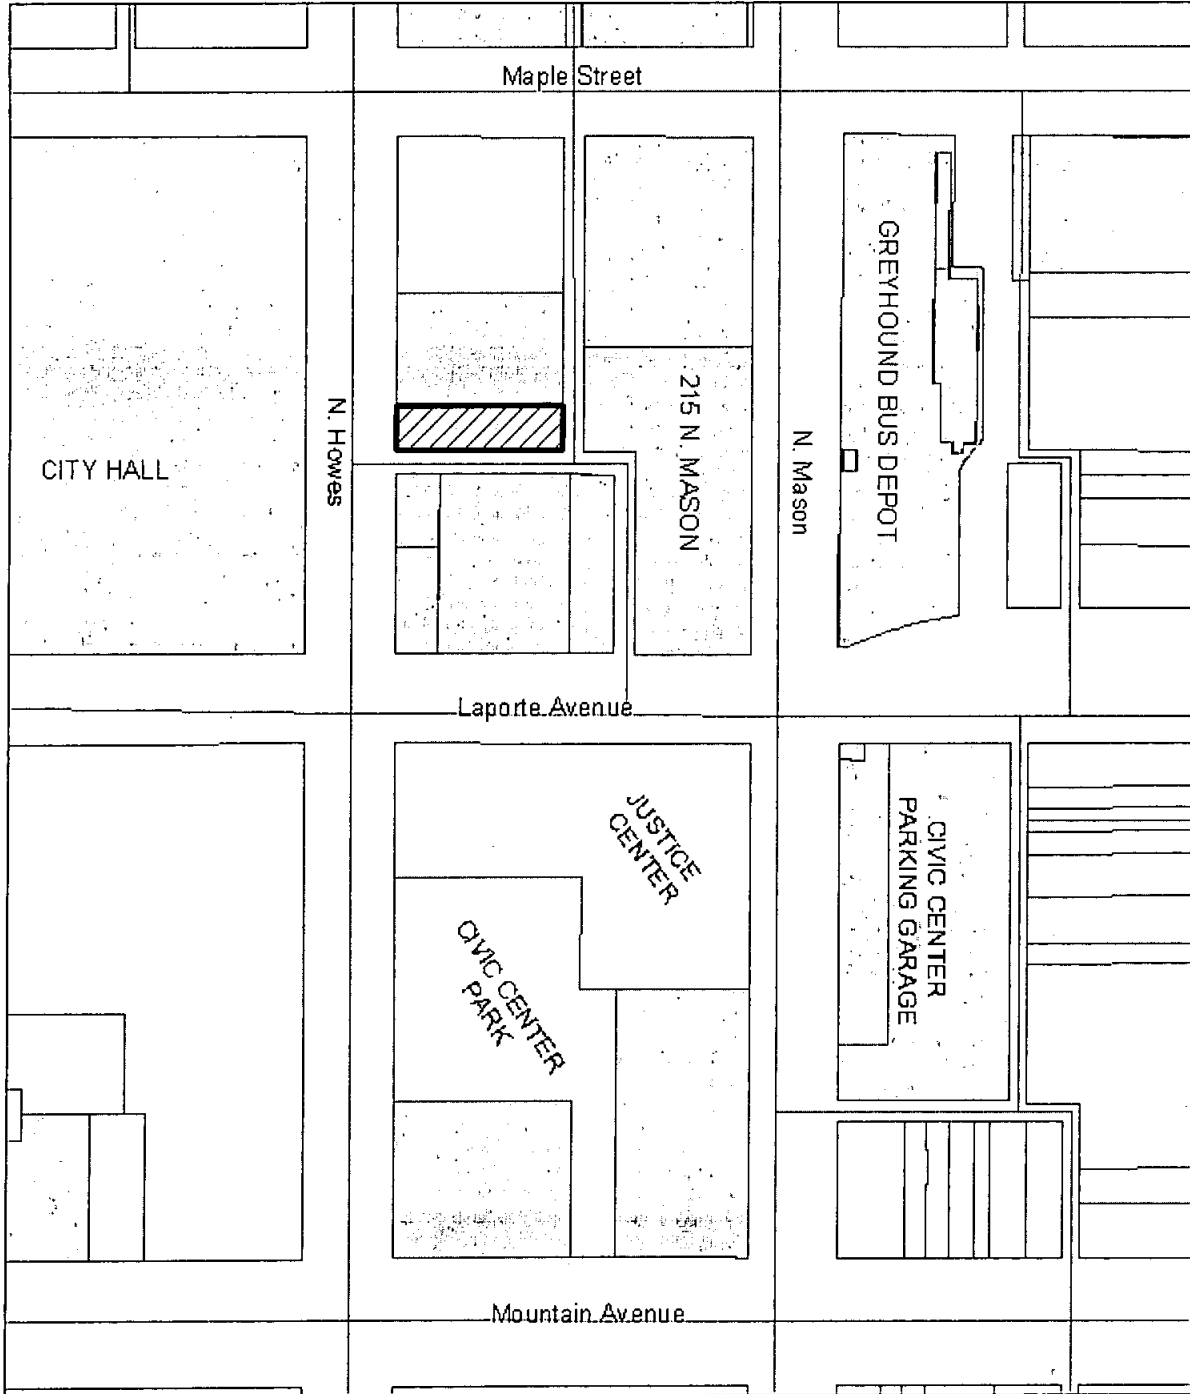 Maple Street
GREYHOUND BUS DEPOT
215 N. MASON
N. Howes
N. Mason
CITY HALL
Laporte Avenue
JUSTICE
CENTER
CIVIC CENTER
PARKING GARAGE
CIVIC CENTER
PARK
Mountain Avenue